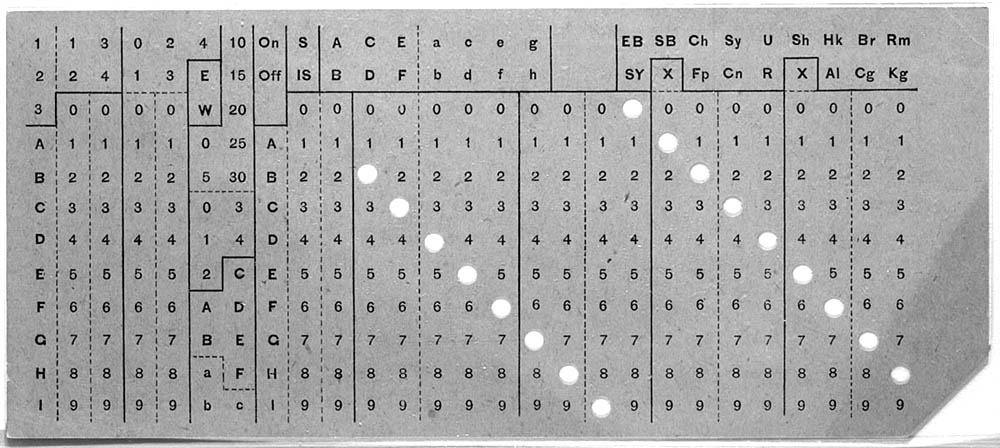 1 1 3 0 2 4 10 On S A C E a c e g EB SB Ch Sy U Sh Hk Br Rm
2 2 4 1 3 E 15 Off IS B D F b d f h SY X Fp Cn R X Al Cg Kg
3 0 0 0 0 W 20 0 0 0 0 0 0 0 0 0 0 0 0 0 0 0 0 0 0
A 1 1 1 1 0 25 A 1 1 1 1 1 1 1 1 1 1 1 1 1 1 1 1 1 1
B 2 2 2 2 5 30 B 2 2 2 2 2 2 2 2 2 2 2 2 2 2 2 2 2
C 3 3 3 3 0 3 C 3 3 3 3 3 3 3 3 3 3 3 3 3 3 3 3 3
D 4 4 4 4 1 4 D 4 4 4 4 4 4 4 4 4 4 4 4 4 4 4 4 4
E 5 5 5 5 2 C E 5 5 5 5 5 5 5 5 5 5 5 5 5 5 5 5 5
F 6 6 6 6 A D F 6 6 6 6 6 6 6 6 6 6 6 6 6 6 6 6 6
G 7 7 7 7 B E G 7 7 7 7 7 7 7 7 7 7 7 7 7 7 7 7 7
H 8 8 8 8 a F H 8 8 8 8 8 8 8 8 8 8 8 8 8 8 8 8 8
I 9 9 9 9 b c I 9 9 9 9 9 9 9 9 9 9 9 9 9 9 9 9 9 9